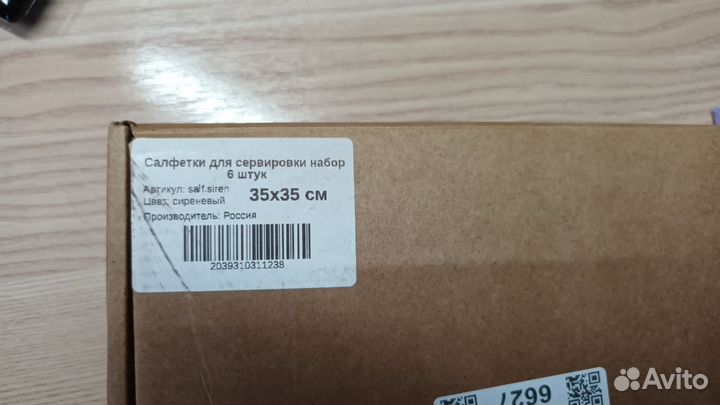 Салфетки для сервировки набор
6 штук
Артикул: salf.siren
Цвет: сиреневый
35x35 см
Производитель: Россия
2039310311238
6627
Avito